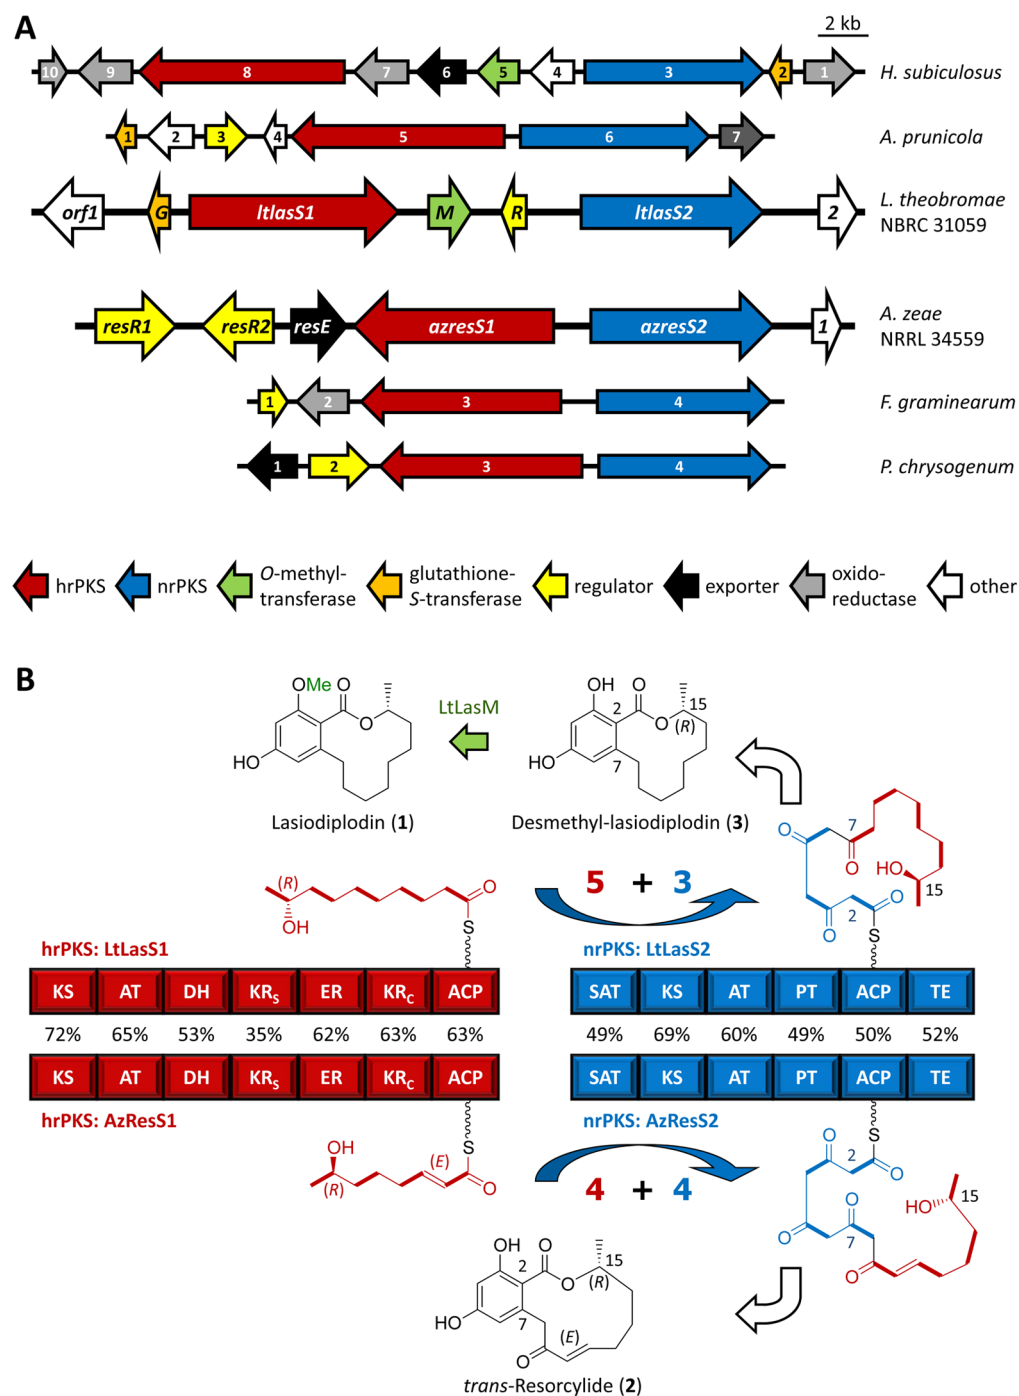 A
2 kb
10 9 8 7 6 5 4 3 2 1 H. subiculosus
1 2 3 4 5 6 7 A. prunicola
orf1 G ltlasS1 M R ltlasS2 2 L. theobromae
NBRC 31059
resR1 resR2 resE azresS1 azresS2 1 A. zeae
NRRL 34559
1 2 3 4 F. graminearum
1 2 3 4 P. chrysogenum
hrPKS nrPKS O-methyl-
transferase glutathione-
S-transferase regulator exporter oxido-
reductase other
B
OMe O O HO
Lasiodiplodin (1)
LtLasM
OH O O 2 15 (R) HO 7
Desmethyl-lasiodiplodin (3)
O 7 O HO 15 2 O O S
(R) OH O S
5 + 3
hrPKS: LtLasS1
nrPKS: LtLasS2
KS AT DH KRS ER KRC ACP
SAT KS AT PT ACP TE
72% 65% 53% 35% 62% 63% 63%
49% 69% 60% 49% 50% 52%
KS AT DH KRS ER KRC ACP
SAT KS AT PT ACP TE
hrPKS: AzResS1
nrPKS: AzResS2
OH (R) (E) S O
4 + 4
S O 2 O O O 7 HO 15 O
OH O O 2 15 (R) HO 7 O (E)
trans-Resorcylide (2)